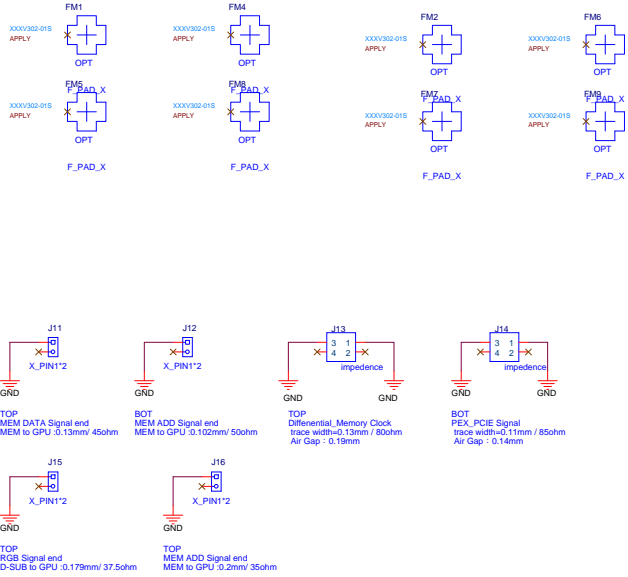 FM1
XXXV302-01S
APPLY
OPT
F_PAD_X
FM4
XXXV302-01S
APPLY
OPT
F_PAD_X
FM2
XXXV302-01S
APPLY
OPT
F_PAD_X
FM6
XXXV302-01S
APPLY
OPT
F_PAD_X
FM5
XXXV302-01S
APPLY
OPT
F_PAD_X
FM8
XXXV302-01S
APPLY
OPT
F_PAD_X
FM7
XXXV302-01S
APPLY
OPT
F_PAD_X
FM9
XXXV302-01S
APPLY
OPT
F_PAD_X
J11
X_PIN1*2
GND
TOP
MEM DATA Signal end
MEM to GPU :0.13mm/ 45ohm
J12
X_PIN1*2
GND
BOT
MEM ADD Signal end
MEM to GPU :0.102mm/ 50ohm
J13
3 1
4 2
impedence
GND
GND
TOP
Differential_Memory Clock
trace width=0.13mm / 80ohm
Air Gap : 0.19mm
J14
3 1
4 2
impedence
GND
GND
BOT
PEX_PCIE Signal
trace width=0.11mm / 85ohm
Air Gap : 0.14mm
J15
X_PIN1*2
GND
TOP
RGB Signal end
D-SUB to GPU :0.179mm/ 37.5ohm
J16
X_PIN1*2
GND
TOP
MEM ADD Signal end
MEM to GPU :0.2mm/ 35ohm